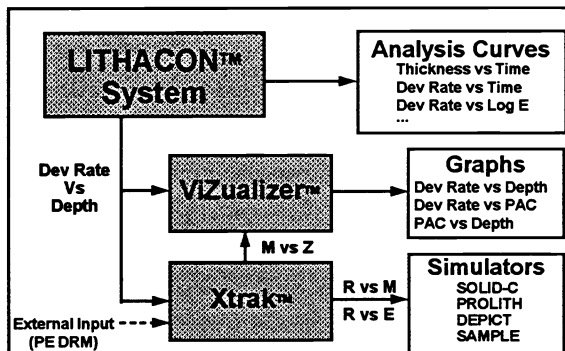 LITHACON™
System
Analysis Curves
Thickness vs Time
Dev Rate vs Time
Dev Rate vs Log E
...
Dev Rate
Vs
Depth
ViZualizer™
Graphs
Dev Rate vs Depth
Dev Rate vs PAC
PAC vs Depth
M vs Z
Xtrak™
R vs M
R vs E
Simulators
SOLID-C
PROLITH
DEPICT
SAMPLE
External Input
(PE DRM)